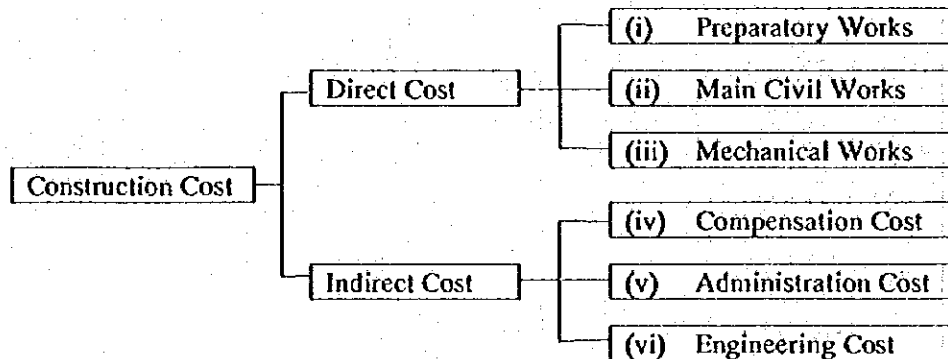 Construction Cost
Direct Cost
(i) Preparatory Works
(ii) Main Civil Works
(iii) Mechanical Works
Indirect Cost
(iv) Compensation Cost
(v) Administration Cost
(vi) Engineering Cost